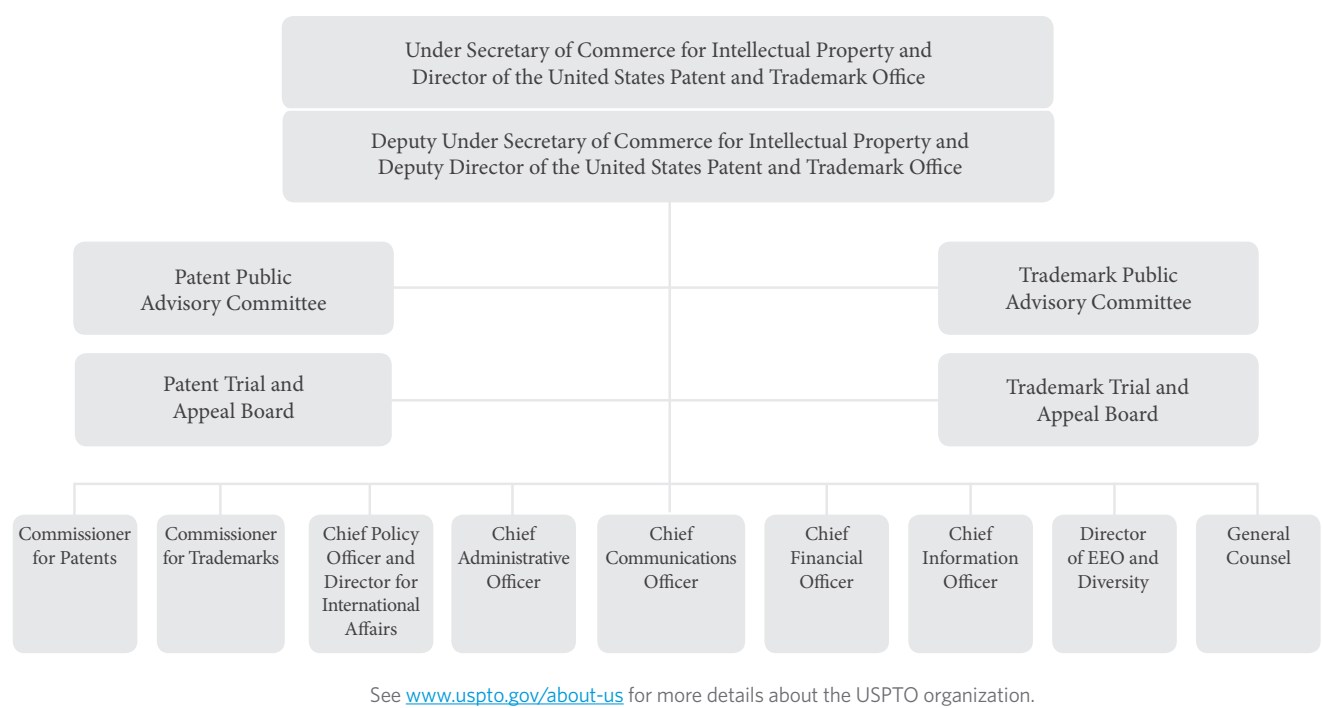 Under Secretary of Commerce for Intellectual Property and
Director of the United States Patent and Trademark Office
Deputy Under Secretary of Commerce for Intellectual Property and
Deputy Director of the United States Patent and Trademark Office
Patent Public
Advisory Committee
Trademark Public
Advisory Committee
Patent Trial and
Appeal Board
Trademark Trial and
Appeal Board
Commissioner
for Patents
Commissioner
for Trademarks
Chief Policy
Officer and
Director for
International
Affairs
Chief
Administrative
Officer
Chief
Communications
Officer
Chief
Financial
Officer
Chief
Information
Officer
Director
of EEO and
Diversity
General
Counsel
See www.uspto.gov/about-us for more details about the USPTO organization.